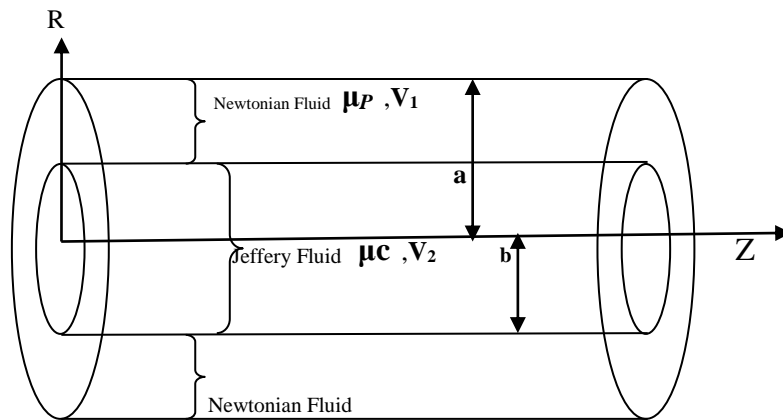 R
Newtonian Fluid μP ,V1
a
Jeffery Fluid μc ,V2
b
Z
Newtonian Fluid